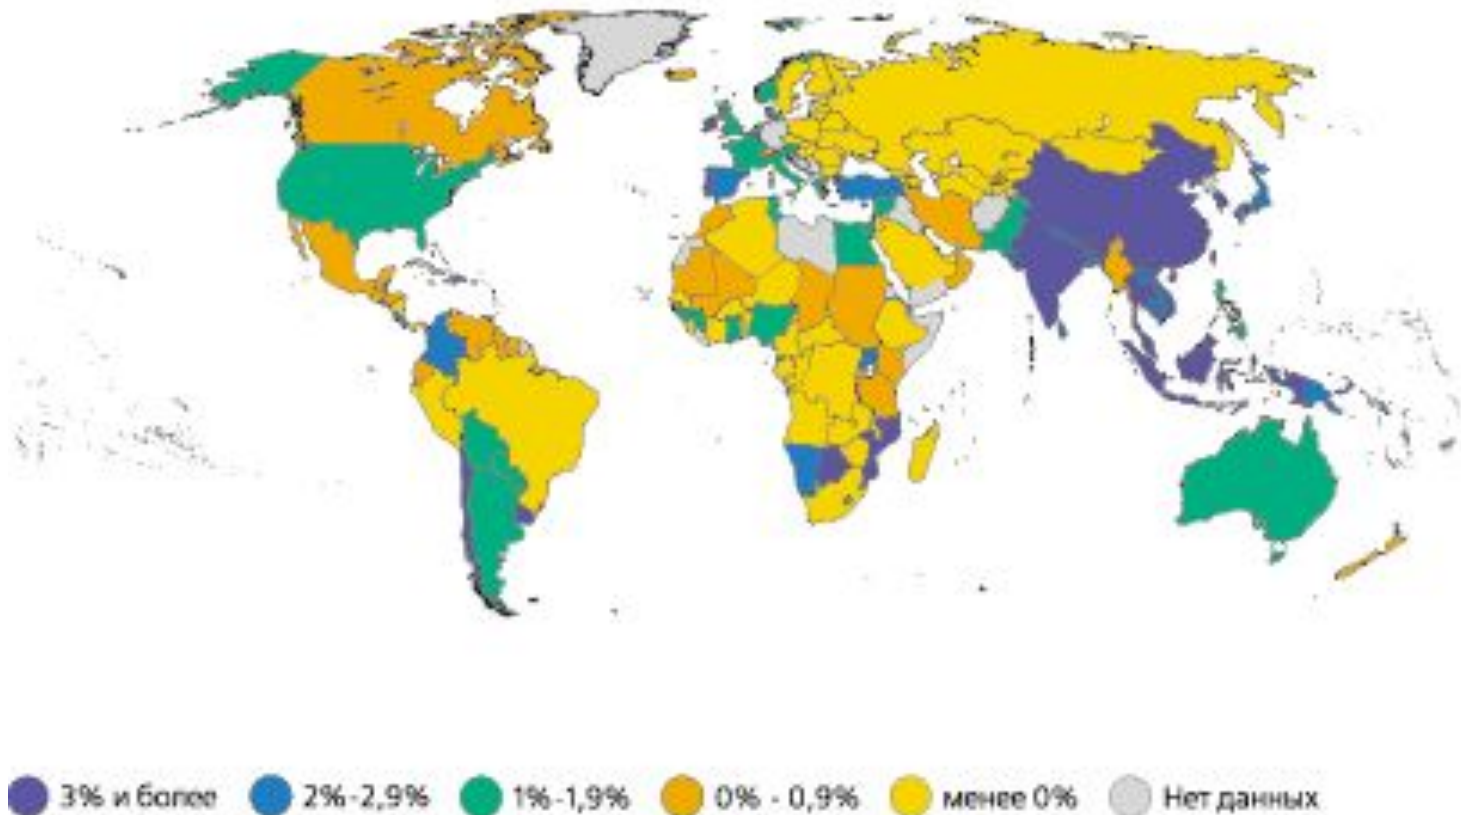 3% и более 2%-2,9% 1%-1,9% 0% - 0,9% менее 0% Нет данных